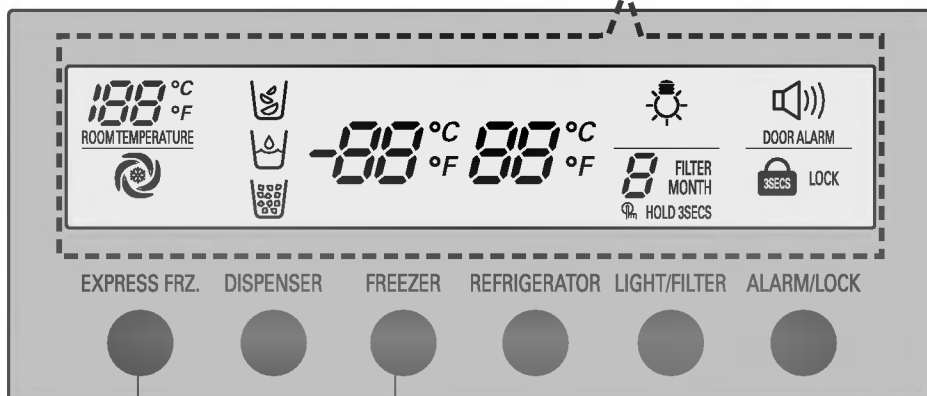 188 °C °F
ROOM TEMPERATURE
-88 °C °F
88 °C °F
8 FILTER MONTH
HOLD 3SECS
DOOR ALARM
3SECS LOCK
EXPRESS FRZ. DISPENSER FREEZER REFRIGERATOR LIGHT/FILTER ALARM/LOCK